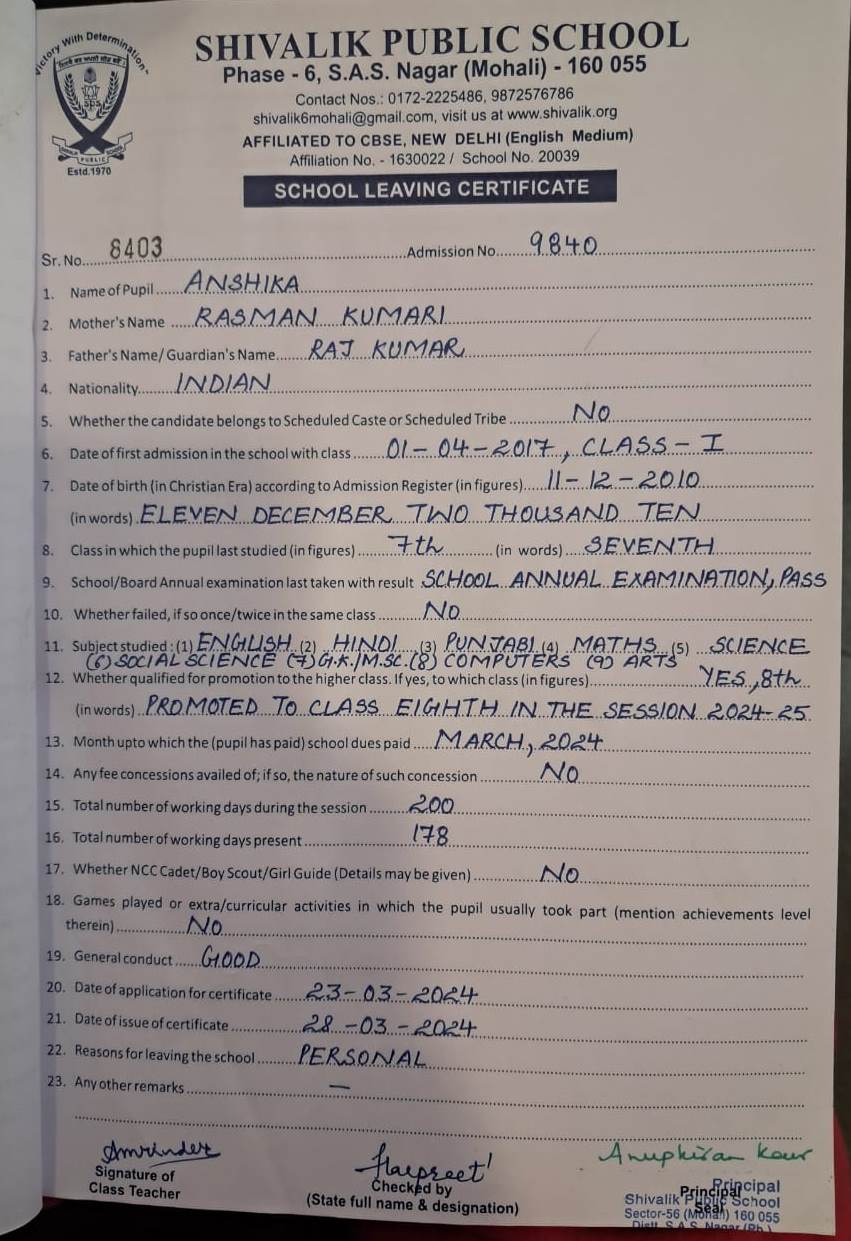 "Victory With Determination"
SPS
SHIVALIK PUBLIC SCHOOL
Estd.1970
SHIVALIK PUBLIC SCHOOL
Phase - 6, S.A.S. Nagar (Mohali) - 160 055
Contact Nos.: 0172-2225486, 9872576786
shivalik6mohali@gmail.com, visit us at www.shivalik.org
AFFILIATED TO CBSE, NEW DELHI (English Medium)
Affiliation No. - 1630022 / School No. 20039
SCHOOL LEAVING CERTIFICATE
Sr. No. 8403 Admission No. 9840
1. Name of Pupil ANSHIKA
2. Mother's Name RASMAN KUMARI
3. Father's Name/ Guardian's Name RAJ KUMAR
4. Nationality INDIAN
5. Whether the candidate belongs to Scheduled Caste or Scheduled Tribe NO
6. Date of first admission in the school with class 01-04-2017, CLASS-I
7. Date of birth (in Christian Era) according to Admission Register (in figures) 11-12-2010
(in words) ELEVEN DECEMBER TWO THOUSAND TEN
8. Class in which the pupil last studied (in figures) 7th (in words) SEVENTH
9. School/Board Annual examination last taken with result SCHOOL ANNUAL EXAMINATION, PASS
10. Whether failed, if so once/twice in the same class NO
11. Subject studied : (1) ENGLISH (2) HINDI (3) PUNJABI (4) MATHS (5) SCIENCE
(6) SOCIAL SCIENCE (7) G.K./M.SC. (8) COMPUTERS (9) ARTS
12. Whether qualified for promotion to the higher class. If yes, to which class (in figures) YES, 8th
(in words) PROMOTED TO CLASS EIGHTH IN THE SESSION 2024-25
13. Month upto which the (pupil has paid) school dues paid MARCH, 2024
14. Any fee concessions availed of; if so, the nature of such concession NO
15. Total number of working days during the session 200
16. Total number of working days present 178
17. Whether NCC Cadet/Boy Scout/Girl Guide (Details may be given) NO
18. Games played or extra/curricular activities in which the pupil usually took part (mention achievements level
therein) NO
19. General conduct GOOD
20. Date of application for certificate 23-03-2024
21. Date of issue of certificate 28-03-2024
22. Reasons for leaving the school PERSONAL
23. Any other remarks —
Amrinder Harpreet Anupkiran Kaur
Signature of
Class Teacher
Checked by
(State full name & designation)
Principal
Seal
Principal
Shivalik Public School
Sector-56 (Mohali) 160 055
Distt. S.A.S. Nagar (Pb.)